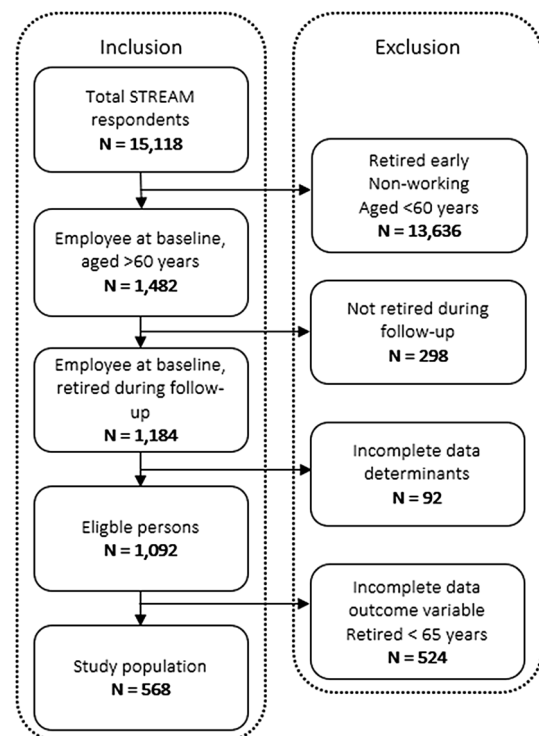 Inclusion
Total STREAM
respondents
N = 15,118
Employee at baseline,
aged >60 years
N = 1,482
Employee at baseline,
retired during follow-
up
N = 1,184
Eligble persons
N = 1,092
Study population
N = 568
Exclusion
Retired early
Non-working
Aged <60 years
N = 13,636
Not retired during
follow-up
N = 298
Incomplete data
determinants
N = 92
Incomplete data
outcome variable
Retired < 65 years
N = 524